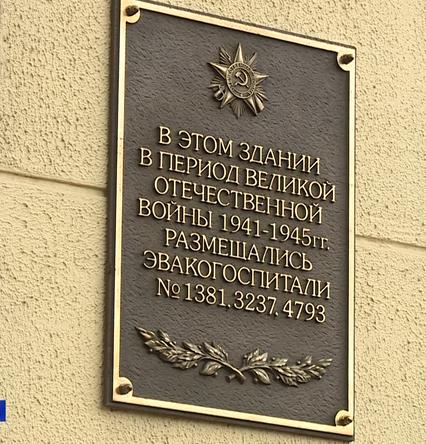 В ЭТОМ ЗДАНИИ
В ПЕРИОД ВЕЛИКОЙ
ОТЕЧЕСТВЕННОЙ
ВОЙНЫ 1941-1945гг.
РАЗМЕЩАЛИСЬ
ЭВАКОГОСПИТАЛИ
№1381, 3237, 4793